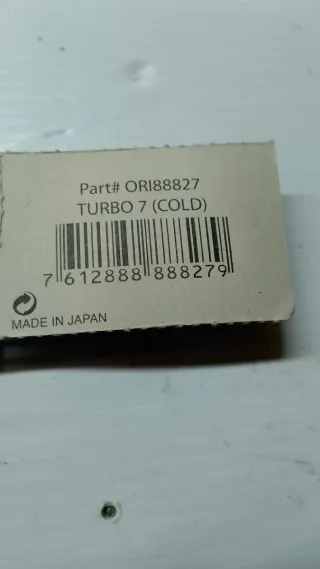 Part# ORI88827
TURBO 7 (COLD)
7 612888 888279
MADE IN JAPAN